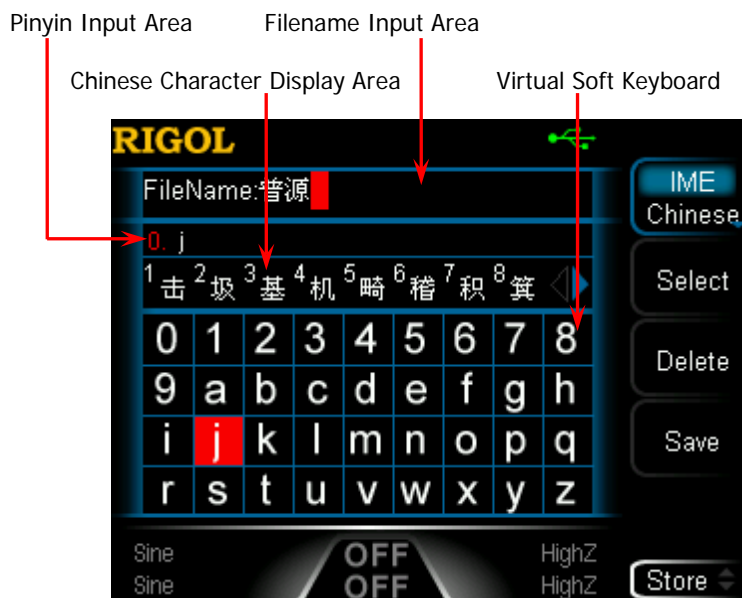 Pinyin Input Area
Filename Input Area
Chinese Character Display Area
Virtual Soft Keyboard
RIGOL
FileName:普源
IME
Chinese
0. j
1击 2圾 3基 4机 5畸 6稽 7积 8箕
Select
0 1 2 3 4 5 6 7 8
Delete
9 a b c d e f g h
i j k l m n o p q
Save
r s t u v w x y z
Sine OFF HighZ
Sine OFF HighZ
Store